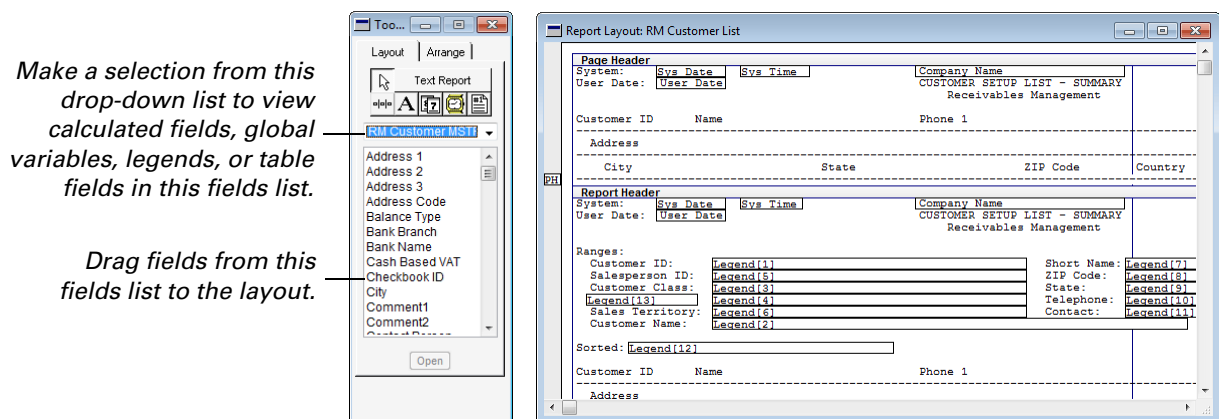 Make a selection from this
drop-down list to view
calculated fields, global
variables, legends, or table
fields in this fields list.
Drag fields from this
fields list to the layout.
Too...
Layout Arrange
Text Report
RM Customer MSTR
Address 1
Address 2
Address 3
Address Code
Balance Type
Bank Branch
Bank Name
Cash Based VAT
Checkbook ID
City
Comment1
Comment2
Open
Report Layout: RM Customer List
Page Header
System: Sys Date Sys Time Company Name
User Date: User Date CUSTOMER SETUP LIST - SUMMARY
Receivables Management
Customer ID Name Phone 1
Address
City State ZIP Code Country
PH
Report Header
System: Sys Date Sys Time Company Name
User Date: User Date CUSTOMER SETUP LIST - SUMMARY
Receivables Management
Ranges:
Customer ID: Legend[1] Short Name: Legend[7]
Salesperson ID: Legend[5] ZIP Code: Legend[8]
Customer Class: Legend[3] State: Legend[9]
Legend[13] Legend[4] Telephone: Legend[10]
Sales Territory: Legend[6] Contact: Legend[11]
Customer Name: Legend[2]
Sorted: Legend[12]
Customer ID Name Phone 1
Address